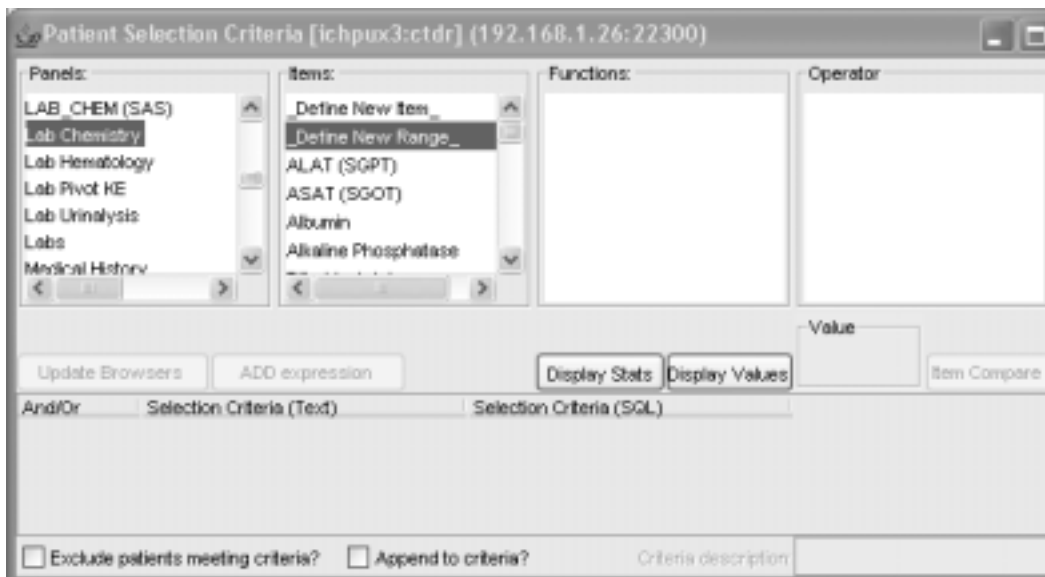 Patient Selection Criteria [ichpux3:ctdr] (192.168.1.26:22300)
Panels:
LAB_CHEM (SAS)
Lab Chemistry
Lab Hematology
Lab Pivot KE
Lab Urinalysis
Labs
Medical History
Items:
_Define New Item_
_Define New Range_
ALAT (SGPT)
ASAT (SGOT)
Albumin
Alkaline Phosphatase
Functions:
Operator
Value
Update Browsers
ADD expression
Display Stats
Display Values
Item Compare
And/Or
Selection Criteria (Text)
Selection Criteria (SQL)
Exclude patients meeting criteria?
Append to criteria?
Criteria description